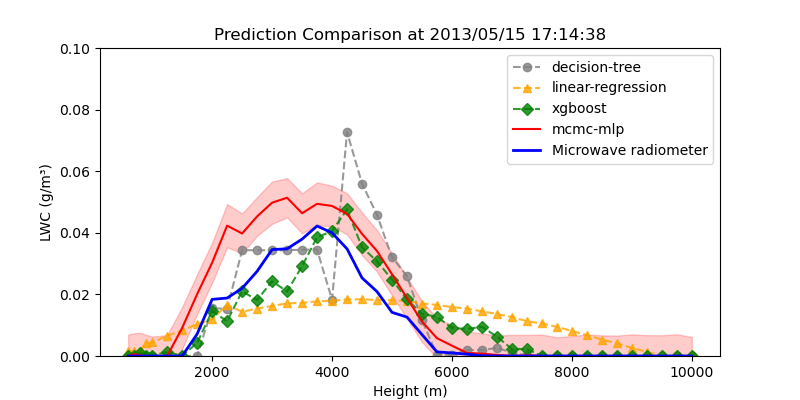 Prediction Comparison at 2013/05/15 17:14:38
0.10
0.08
0.06
0.04
0.02
0.00
LWC (g/m³)
decision-tree
linear-regression
xgboost
mcmc-mlp
Microwave radiometer
2000 4000 6000 8000 10000
Height (m)